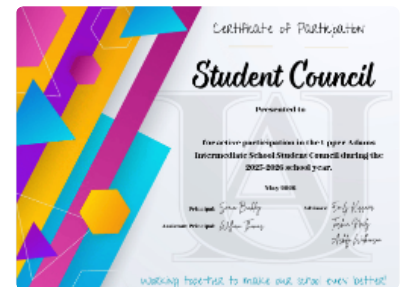 Certificate of Participation
Student Council
Presented to
For active participation in the Upper Adams
Intermediate School Student Council during the
2025-2026 school year.
May 2026
Principal:
Advisors:
Assistant Principal:
Working together to make our school even better!